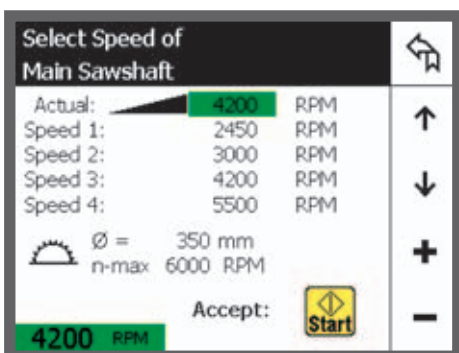 Select Speed of
Main Sawshaft
Actual: 4200 RPM
Speed 1: 2450 RPM
Speed 2: 3000 RPM
Speed 3: 4200 RPM
Speed 4: 5500 RPM
Ø = 350 mm
n-max 6000 RPM
Accept: Start
4200 RPM